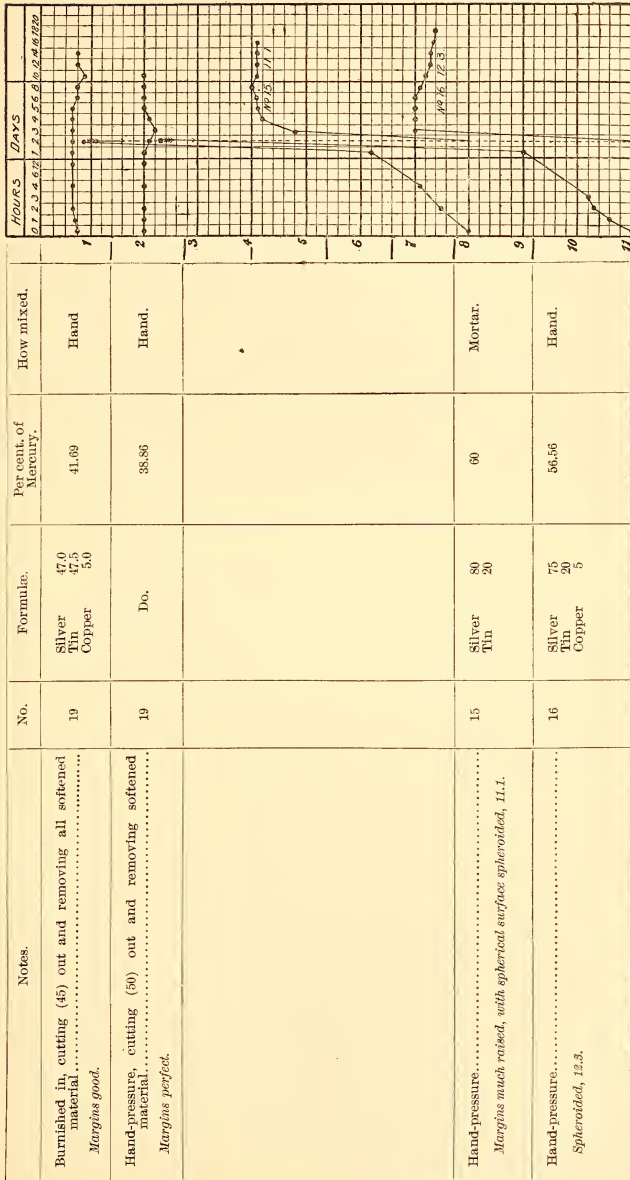 Notes. No. Formulæ. Per cent. of Mercury. How mixed. HOURS DAYS
0 1 2 3 4 6 12 1 2 3 4 5 6 8 10 12 14 16 18 20
Burnished in, cutting (45) out and removing all softened
material
Margins good.
19
Silver 47.0
Tin 47.5
Copper 5.0
41.69
Hand
Hand-pressure, cutting (50) out and removing softened
material
Margins perfect.
19
Do.
38.86
Hand.
Hand-pressure
Margins much raised, with spherical surface spheroided, 11.1.
15
Silver 80
Tin 20
60
Mortar.
Hand-pressure
Spheroided, 12.3.
16
Silver 75
Tin 20
Copper 5
56.56
Hand.
1
2
3
4
5
6
7
8
9
10
11
No 15 11.1
No 16 12.3